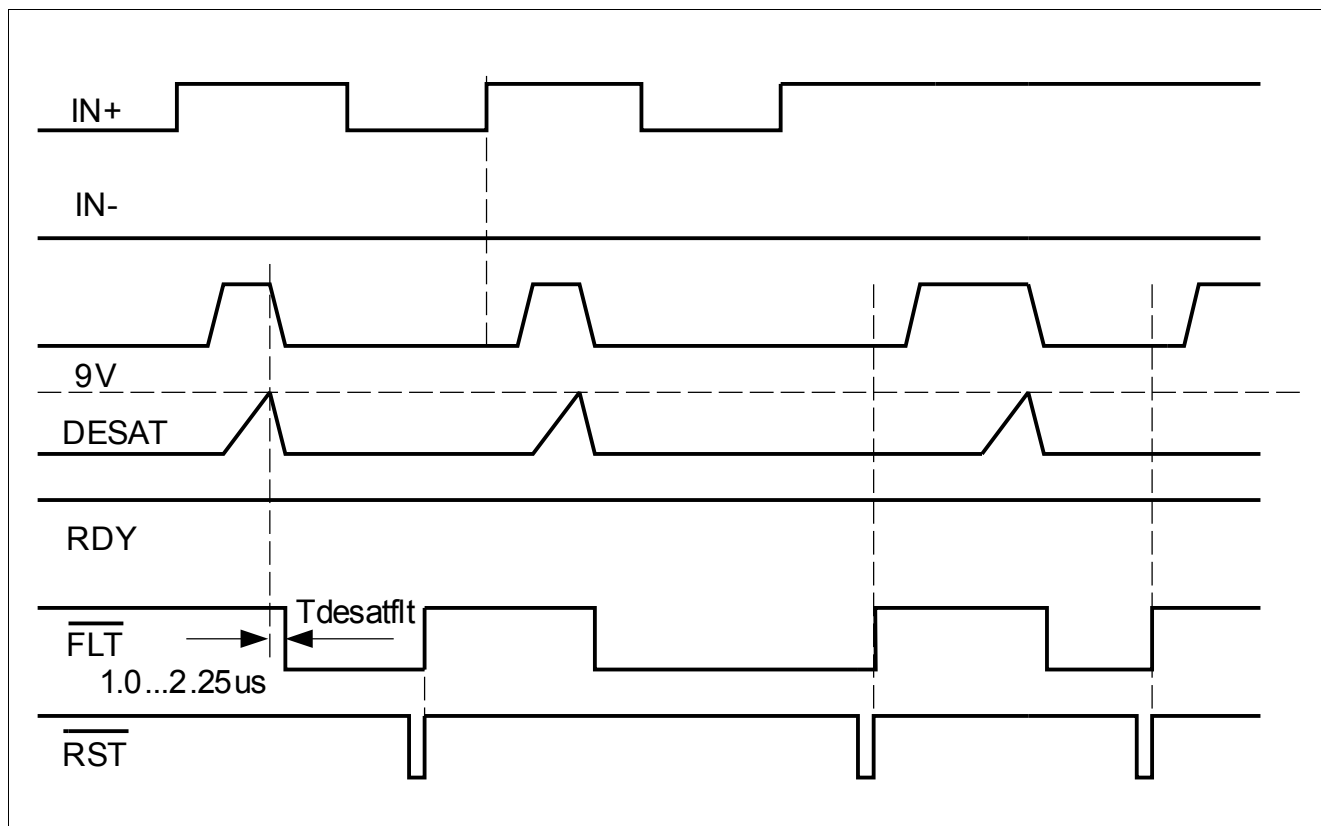 IN+
IN-
9V
DESAT
RDY
FLT
Tdesatflt
1.0...2.25us
RST